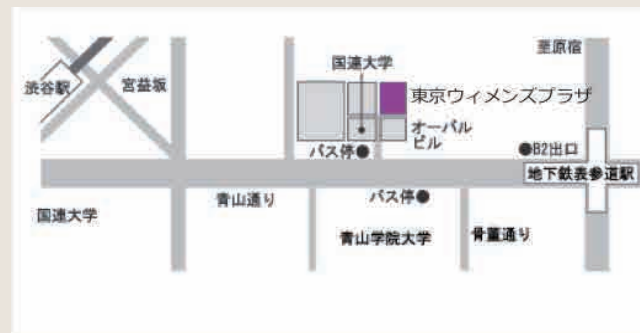 至原宿
国連大学
渋谷駅
宮益坂
東京ウィメンズプラザ
オーバル
ビル
バス停●
●B2出口
地下鉄表参道駅
青山通り
バス停●
国連大学
青山学院大学
骨董通り